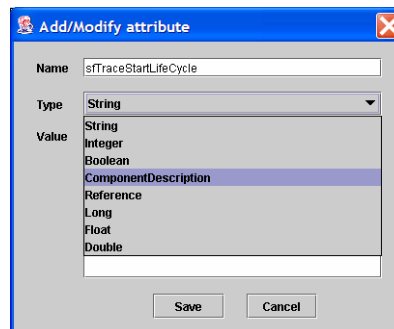 Add/Modify attribute
Name sfTraceStartLifeCycle
Type String
Value
String
Integer
Boolean
ComponentDescription
Reference
Long
Float
Double
Save Cancel